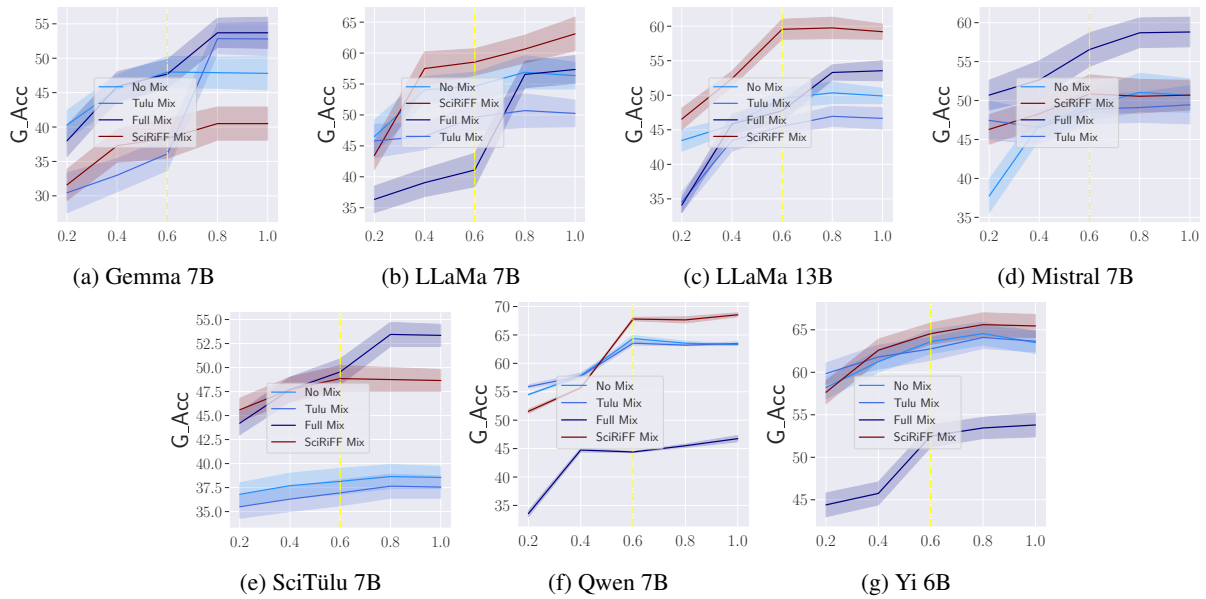 G_Acc
55
50
45
40
35
30
No Mix
Tulu Mix
Full Mix
SciRiFF Mix
0.2 0.4 0.6 0.8 1.0
(a) Gemma 7B
G_Acc
65
60
55
50
45
40
35
No Mix
SciRiFF Mix
Full Mix
Tulu Mix
0.2 0.4 0.6 0.8 1.0
(b) LLaMa 7B
G_Acc
60
55
50
45
40
35
No Mix
Tulu Mix
Full Mix
SciRiFF Mix
0.2 0.4 0.6 0.8 1.0
(c) LLaMa 13B
G_Acc
60
55
50
45
40
35
No Mix
SciRiFF Mix
Full Mix
Tulu Mix
0.2 0.4 0.6 0.8 1.0
(d) Mistral 7B
G_Acc
55.0
52.5
50.0
47.5
45.0
42.5
40.0
37.5
35.0
No Mix
Tulu Mix
Full Mix
SciRiFF Mix
0.2 0.4 0.6 0.8 1.0
(e) SciTülu 7B
G_Acc
70
65
60
55
50
45
40
35
No Mix
Tulu Mix
Full Mix
SciRiFF Mix
0.2 0.4 0.6 0.8 1.0
(f) Qwen 7B
G_Acc
65
60
55
50
45
No Mix
Tulu Mix
Full Mix
SciRiFF Mix
0.2 0.4 0.6 0.8 1.0
(g) Yi 6B